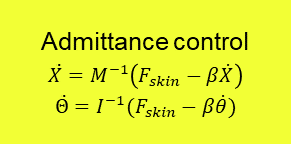 Admittance control
Ẋ = M⁻¹(F_skin − βẊ)
Θ̇ = I⁻¹(F_skin − βθ̇)